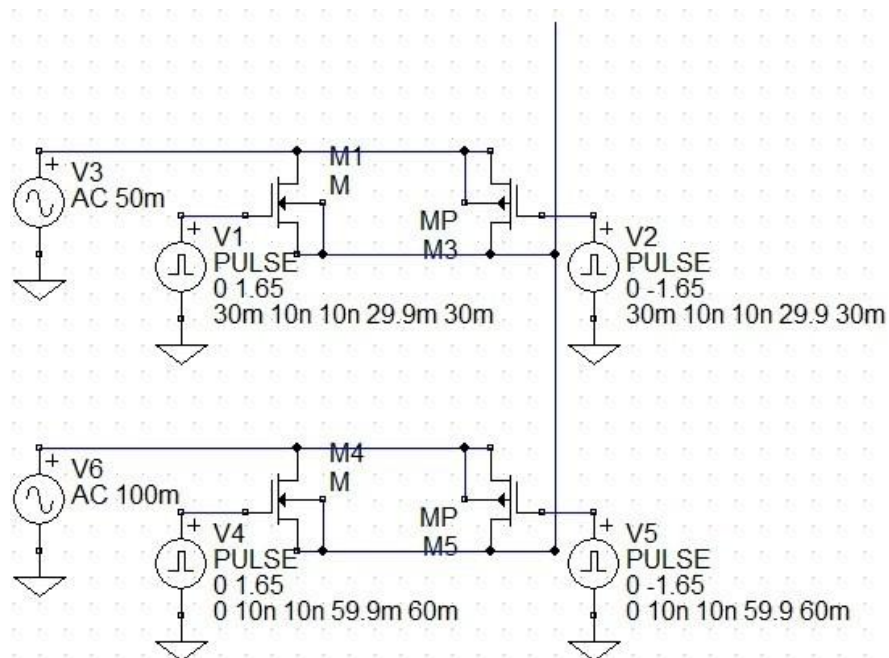 M1
+
V3
M
AC 50m
+
MP
+
V1
M3
V2
PULSE
PULSE
0 1.65
0 -1.65
30m 10n 10n 29.9m 30m
30m 10n 10n 29.9 30m
M4
+
V6
M
AC 100m
+
MP
+
V4
M5
V5
PULSE
PULSE
0 1.65
0 -1.65
0 10n 10n 59.9m 60m
0 10n 10n 59.9 60m